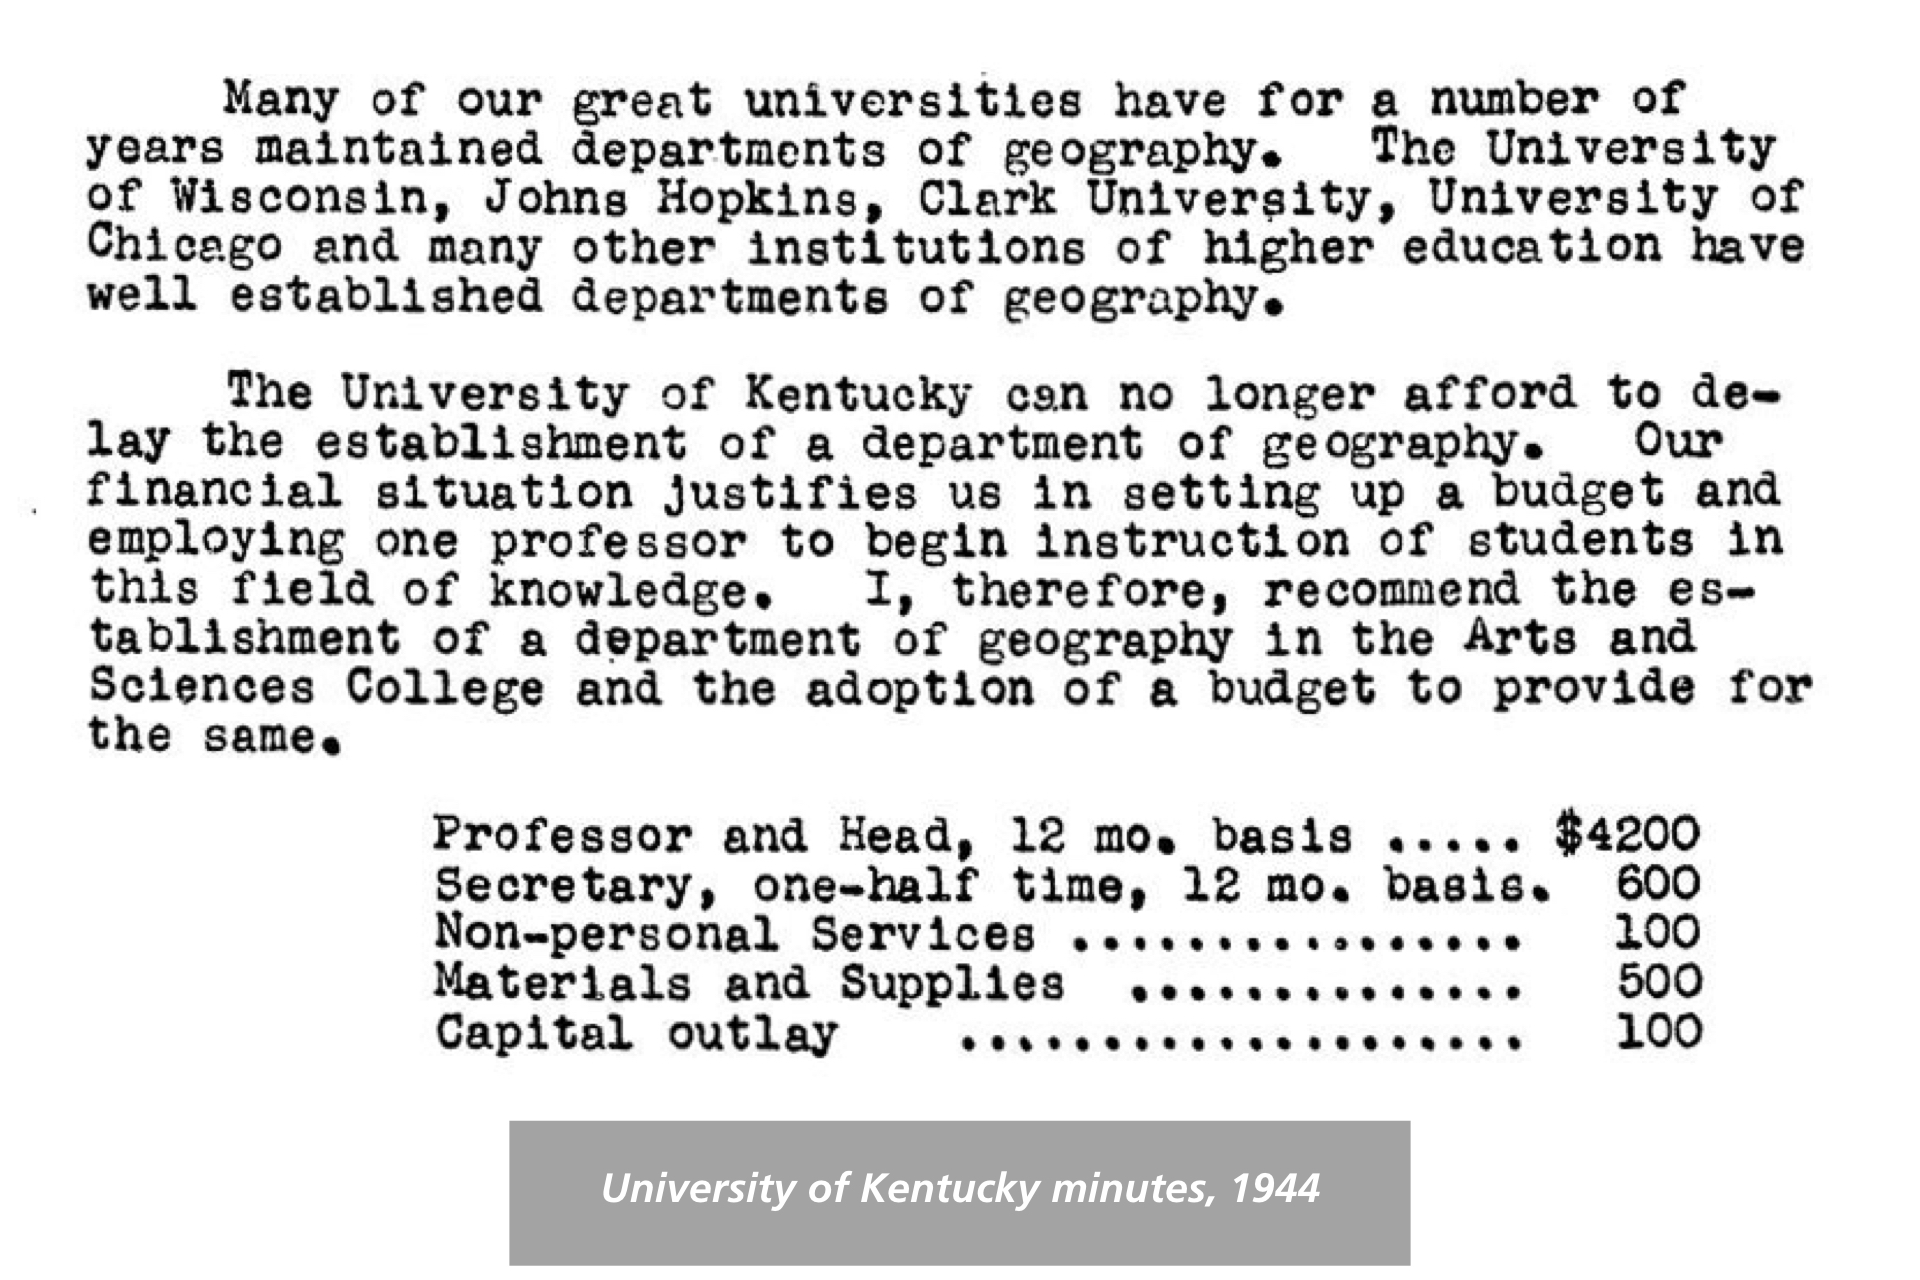 Many of our great universities have for a number of
years maintained departments of geography. The University
of Wisconsin, Johns Hopkins, Clark University, University of
Chicago and many other institutions of higher education have
well established departments of geography.
The University of Kentucky can no longer afford to de-
lay the establishment of a department of geography. Our
financial situation justifies us in setting up a budget and
employing one professor to begin instruction of students in
this field of knowledge. I, therefore, recommend the es-
tablishment of a department of geography in the Arts and
Sciences College and the adoption of a budget to provide for
the same.
Professor and Head, 12 mo. basis ..... $4200
Secretary, one-half time, 12 mo. basis. 600
Non-personal Services ................ 100
Materials and Supplies .............. 500
Capital outlay .................... 100
University of Kentucky minutes, 1944